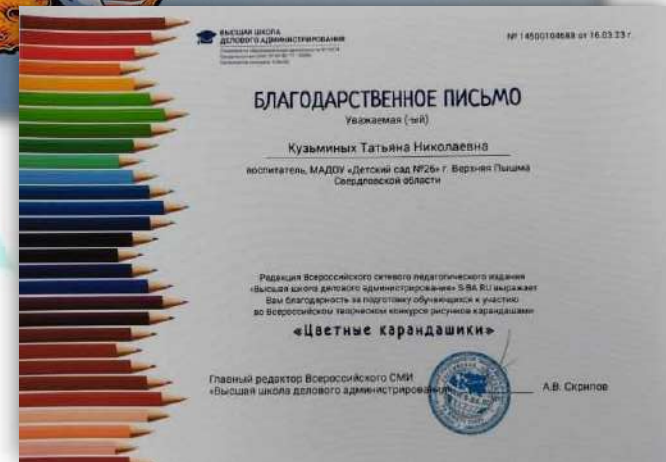 ВЫСШАЯ ШКОЛА
ДЕЛОВОГО АДМИНИСТРИРОВАНИЯ
№ 14500104688 от 16.03.23 г.
БЛАГОДАРСТВЕННОЕ ПИСЬМО
Уважаемая (-ый)
Кузьминых Татьяна Николаевна
воспитатель, МАДОУ «Детский сад №26» г. Верхняя Пышма
Свердловской области
Редакция Всероссийского сетевого педагогического издания
«Высшая школа делового администрирования» S-BA.RU выражает
Вам благодарность за подготовку обучающихся к участию
во Всероссийском творческом конкурсе рисунков карандашами
«Цветные карандашики»
Главный редактор Всероссийского СМИ
«Высшая школа делового администрирования»
А.В. Скрипов